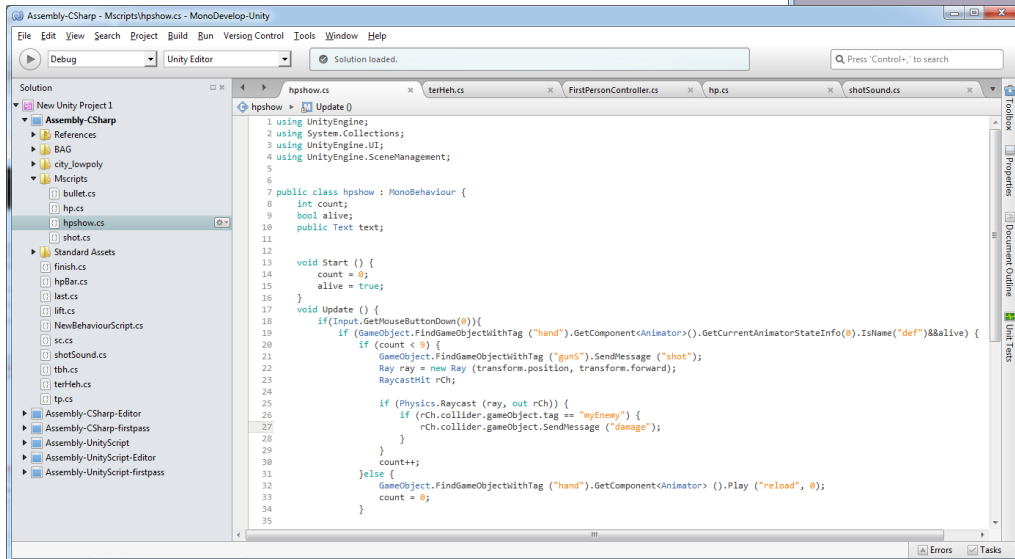 Assembly-CSharp - Mscripts\hpshow.cs - MonoDevelop-Unity
File Edit View Search Project Build Run Version Control Tools Window Help
Debug Unity Editor Solution loaded. Press 'Control+,' to search
Solution
hpshow.cs terHeh.cs FirstPersonController.cs hp.cs shotSound.cs
hpshow Update ()
New Unity Project 1
Assembly-CSharp
References
BAG
city_lowpoly
Mscripts
bullet.cs
hp.cs
hpshow.cs
shot.cs
Standard Assets
finish.cs
hpBar.cs
last.cs
lift.cs
NewBehaviourScript.cs
sc.cs
shotSound.cs
tbh.cs
terHeh.cs
tp.cs
Assembly-CSharp-Editor
Assembly-CSharp-firstpass
Assembly-UnityScript
Assembly-UnityScript-Editor
Assembly-UnityScript-firstpass
1 using UnityEngine;
2 using System.Collections;
3 using UnityEngine.UI;
4 using UnityEngine.SceneManagement;
5
6
7 public class hpshow : MonoBehaviour {
8 int count;
9 bool alive;
10 public Text text;
11
12
13 void Start () {
14 count = 0;
15 alive = true;
16 }
17 void Update () {
18 if(Input.GetMouseButtonDown(0)){
19 if (GameObject.FindGameObjectWithTag ("hand").GetComponent<Animator>().GetCurrentAnimatorStateInfo(0).IsName("def")&&alive) {
20 if (count < 9) {
21 GameObject.FindGameObjectWithTag ("gunS").SendMessage ("shot");
22 Ray ray = new Ray (transform.position, transform.forward);
23 RaycastHit rCh;
24
25 if (Physics.Raycast (ray, out rCh)) {
26 if (rCh.collider.gameObject.tag == "myEnemy") {
27 rCh.collider.gameObject.SendMessage ("damage");
28 }
29 }
30 count++;
31 }else {
32 GameObject.FindGameObjectWithTag ("hand").GetComponent<Animator> ().Play ("reload", 0);
33 count = 0;
34 }
35
Toolbox
Properties
Document Outline
Unit Tests
Errors Tasks